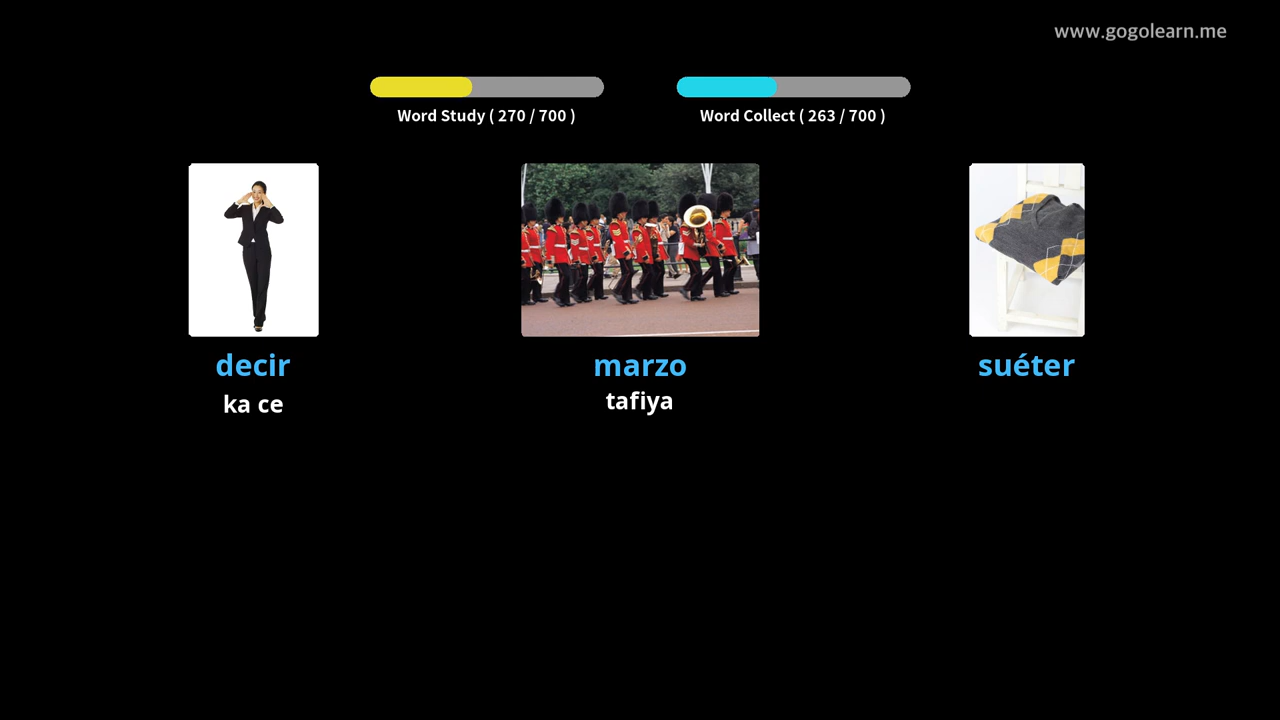 www.gogolearn.me
Word Study ( 270 / 700 )
Word Collect ( 263 / 700 )
decir
ka ce
marzo
tafiya
suéter